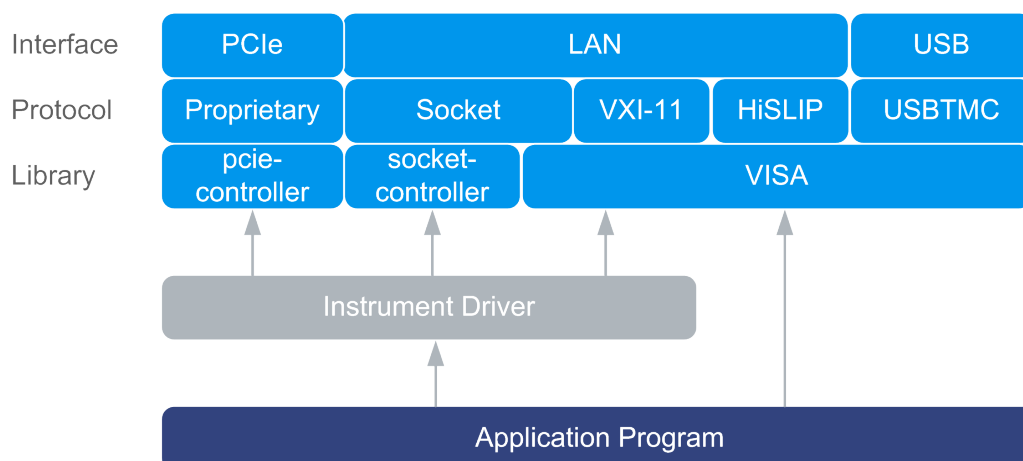 Interface PCIe LAN USB
Protocol Proprietary Socket VXI-11 HiSLIP USBTMC
Library pcie-
controller socket-
controller VISA
Instrument Driver
Application Program